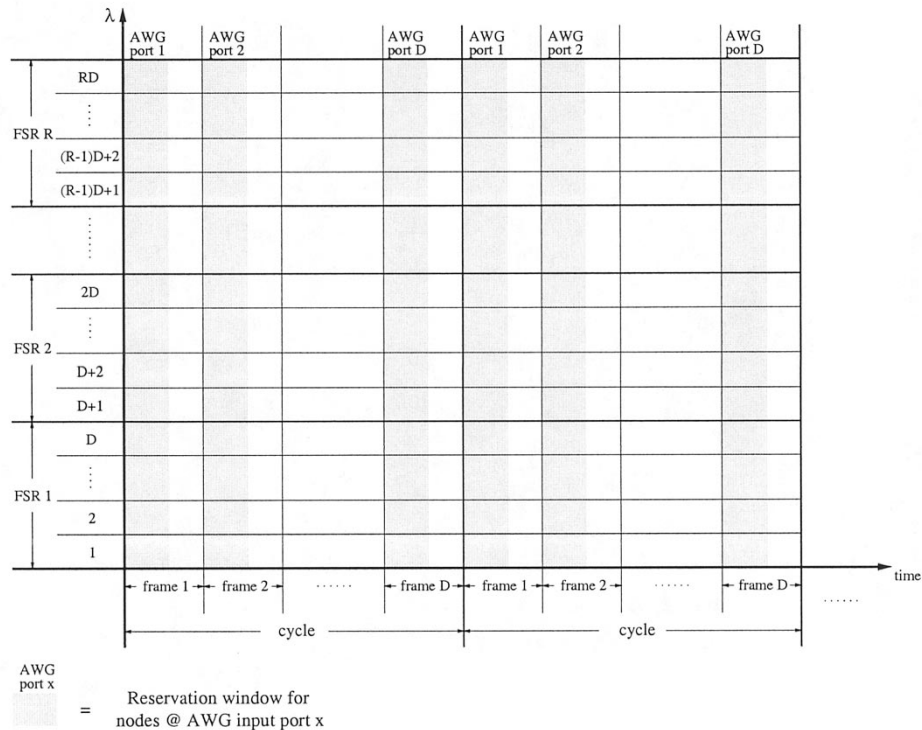 λ
AWG port 1 AWG port 2 AWG port D AWG port 1 AWG port 2 AWG port D
RD
⋮
FSR R
(R-1)D+2
(R-1)D+1
⋮
2D
⋮
FSR 2
D+2
D+1
D
⋮
FSR 1
2
1
frame 1 frame 2 ...... frame D frame 1 frame 2 ...... frame D
time
......
cycle cycle
AWG
port x
= Reservation window for
nodes @ AWG input port x